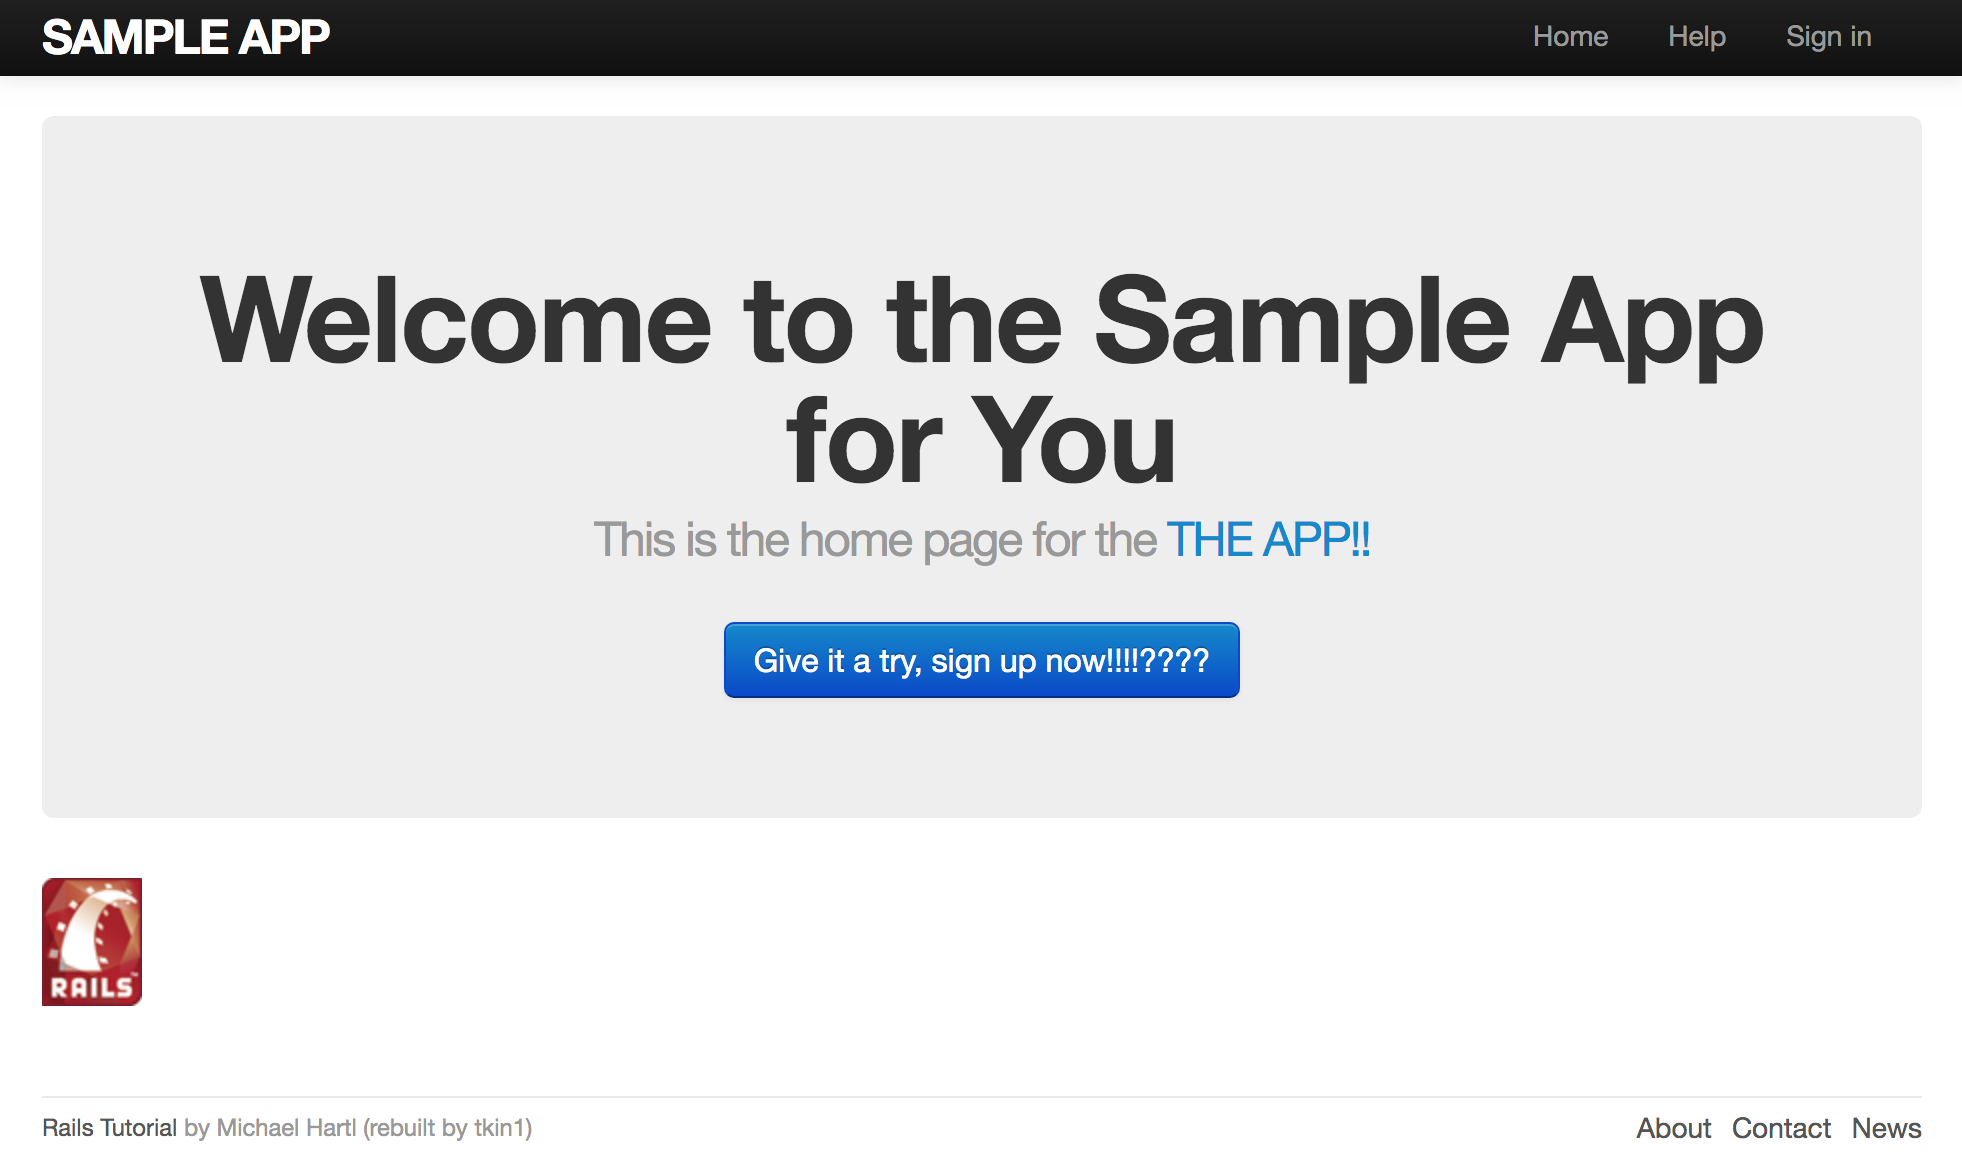 SAMPLE APP
Home Help Sign in
Welcome to the Sample App
for You
This is the home page for the THE APP!!
Give it a try, sign up now!!!!????
RAILS™
Rails Tutorial by Michael Hartl (rebuilt by tkin1)
About Contact News